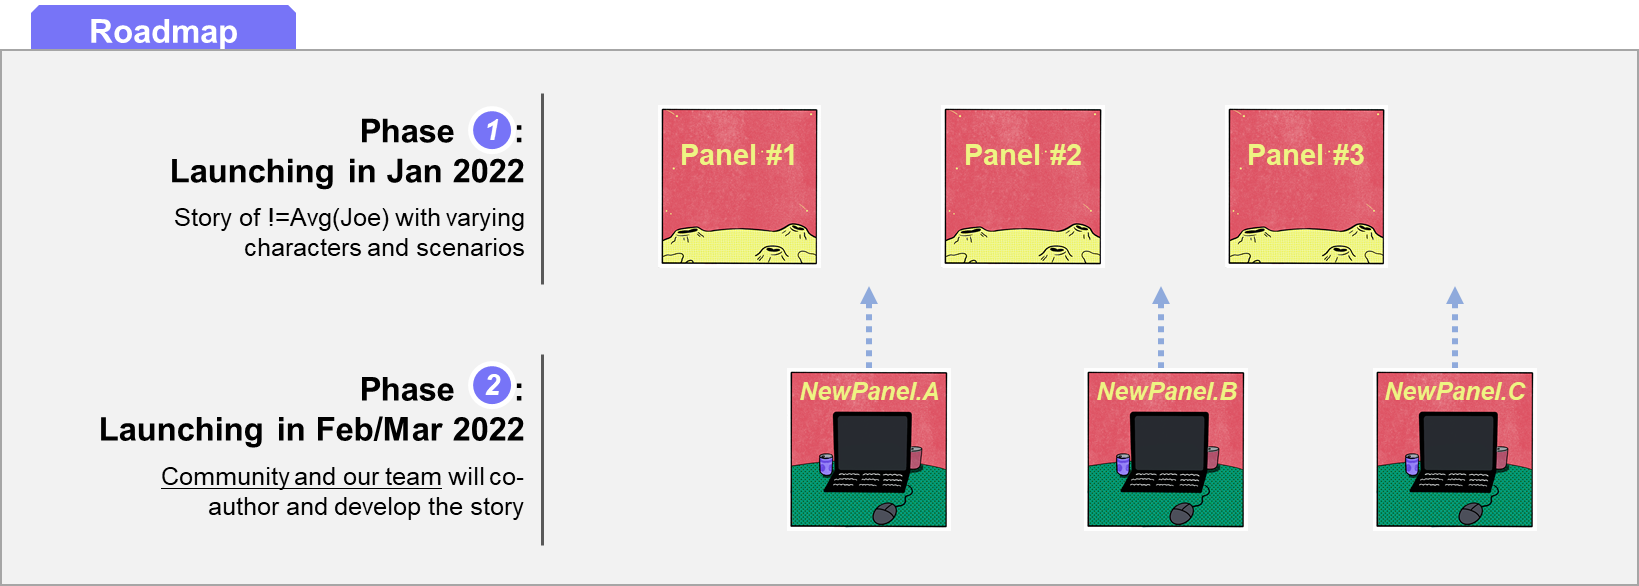 Roadmap
Phase 1:
Launching in Jan 2022
Story of !=Avg(Joe) with varying
characters and scenarios
Panel #1
Panel #2
Panel #3
Phase 2:
Launching in Feb/Mar 2022
Community and our team will co-
author and develop the story
NewPanel.A
NewPanel.B
NewPanel.C